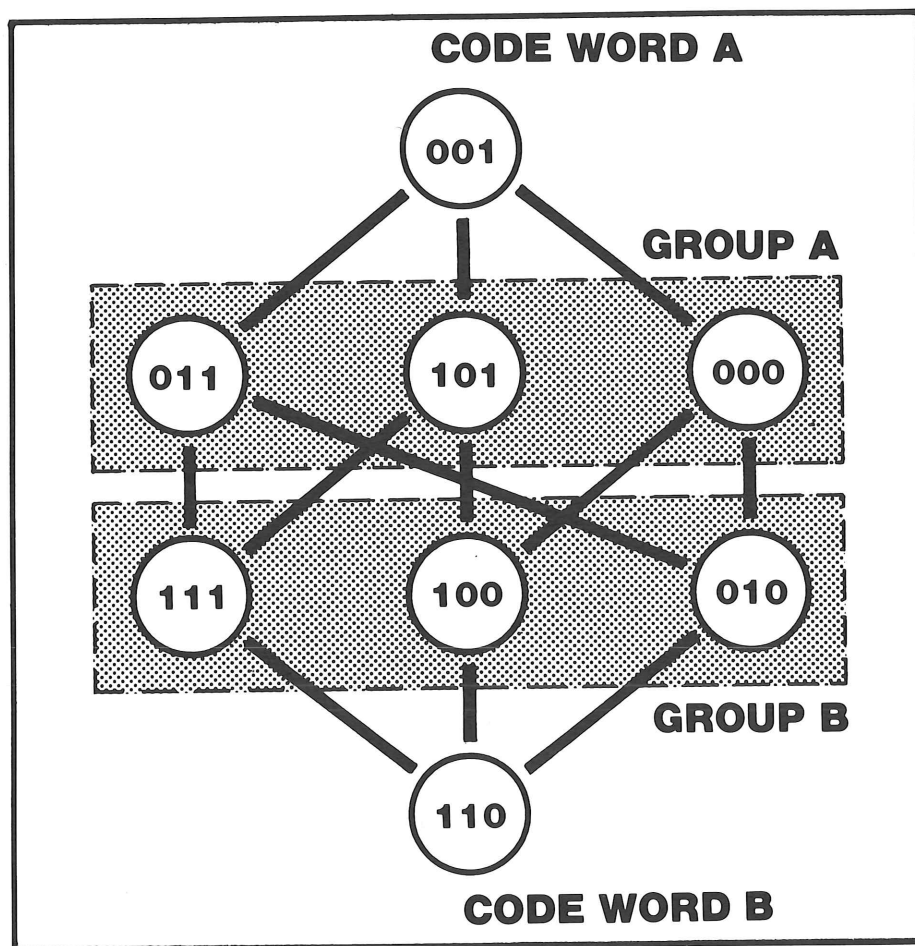 CODE WORD A
001
GROUP A
011 101 000
111 100 010
GROUP B
110
CODE WORD B